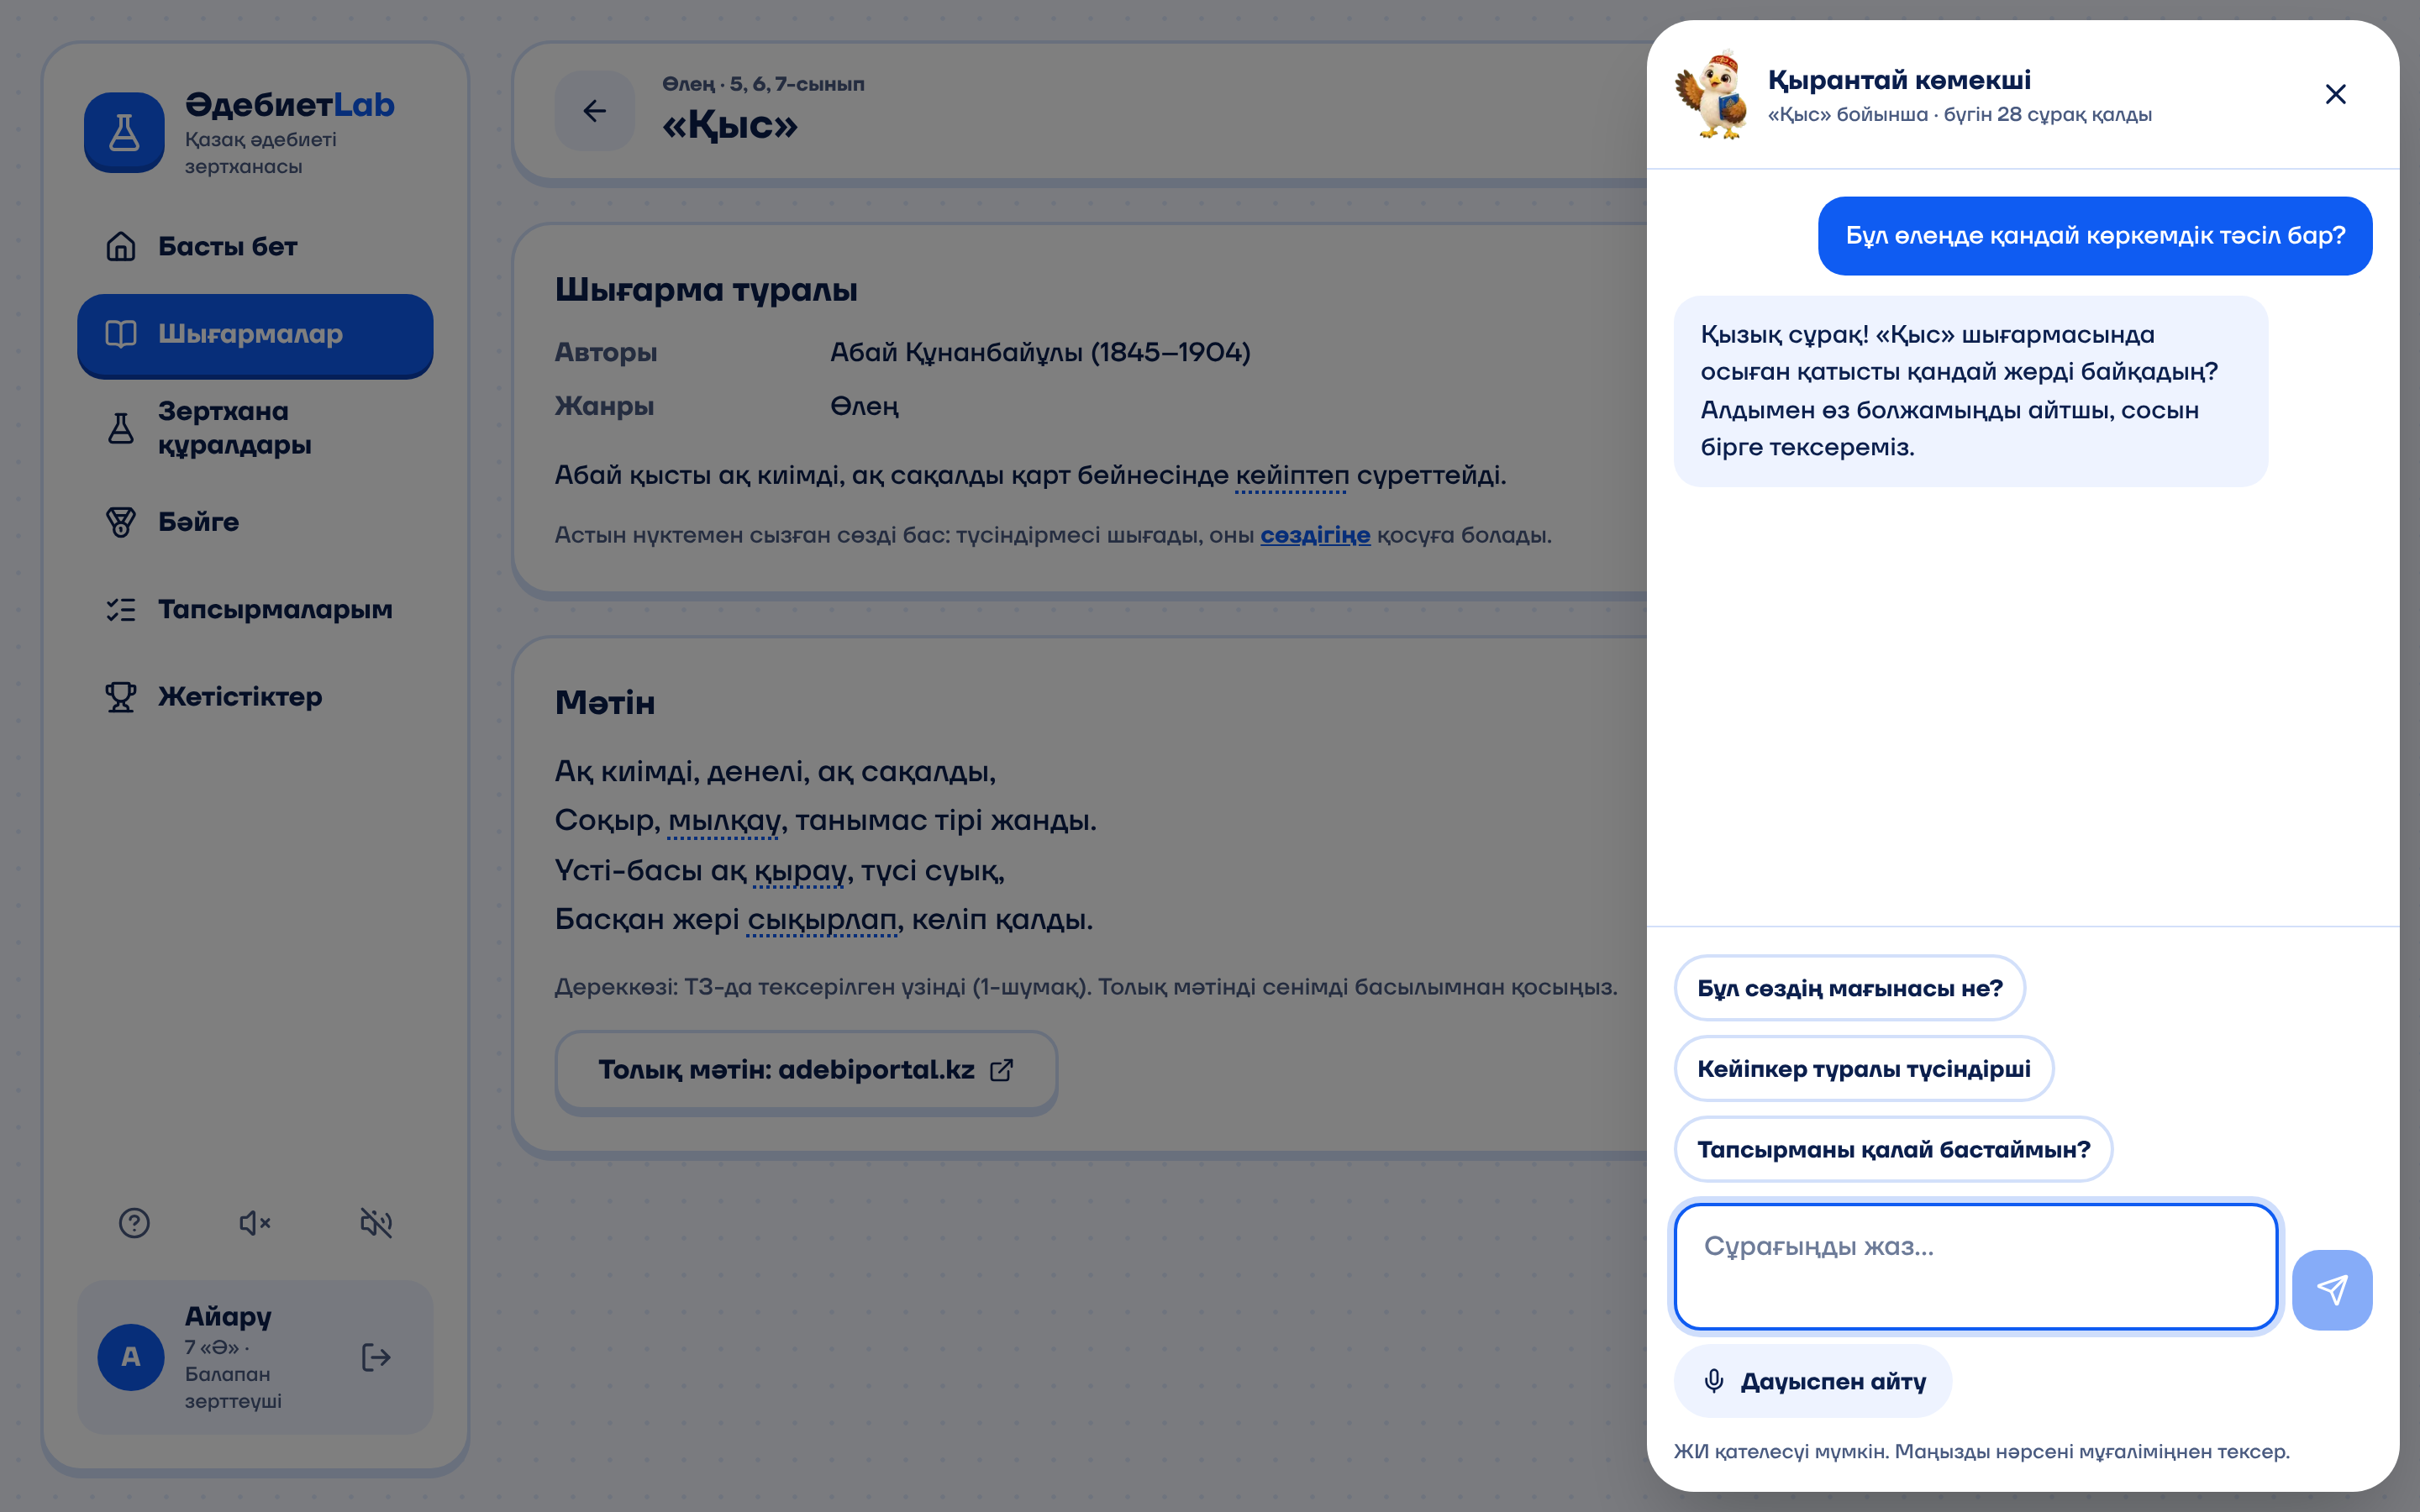 ӘдебиетLab
Қазақ әдебиеті
зертханасы
Басты бет
Шығармалар
Зертхана
құралдары
Бәйге
Тапсырмаларым
Жетістіктер
А
Айару
7 «Ә» ·
Балапан
зерттеуші
Өлең · 5, 6, 7-сынып
«Қыс»
Шығарма туралы
Авторы Абай Құнанбайұлы (1845–1904)
Жанры Өлең
Абай қысты ақ киімді, ақ сақалды қарт бейнесінде кейіптеп суреттейді.
Астын нүктемен сызған сөзді бас: түсіндірмесі шығады, оны сөздігіңе қосуға болады.
Мәтін
Ақ киімді, денелі, ақ сақалды,
Соқыр, мылқау, танымас тірі жанды.
Үсті-басы ақ қырау, түсі суық,
Басқан жері сықырлап, келіп қалды.
Дереккөзі: ТЗ-да тексерілген үзінді (1-шумақ). Толық мәтінді сенімді басылымнан қосыңыз.
Толық мәтін: adebiportal.kz
Қырантай көмекші
«Қыс» бойынша · бүгін 28 сұрақ қалды
Бұл өлеңде қандай көркемдік тәсіл бар?
Қызық сұрақ! «Қыс» шығармасында
осыған қатысты қандай жерді байқадың?
Алдымен өз болжамыңды айтшы, сосын
бірге тексереміз.
Бұл сөздің мағынасы не?
Кейіпкер туралы түсіндірші
Тапсырманы қалай бастаймын?
Сұрағыңды жаз...
Дауыспен айту
ЖИ қателесуі мүмкін. Маңызды нәрсені мұғаліміңнен тексер.